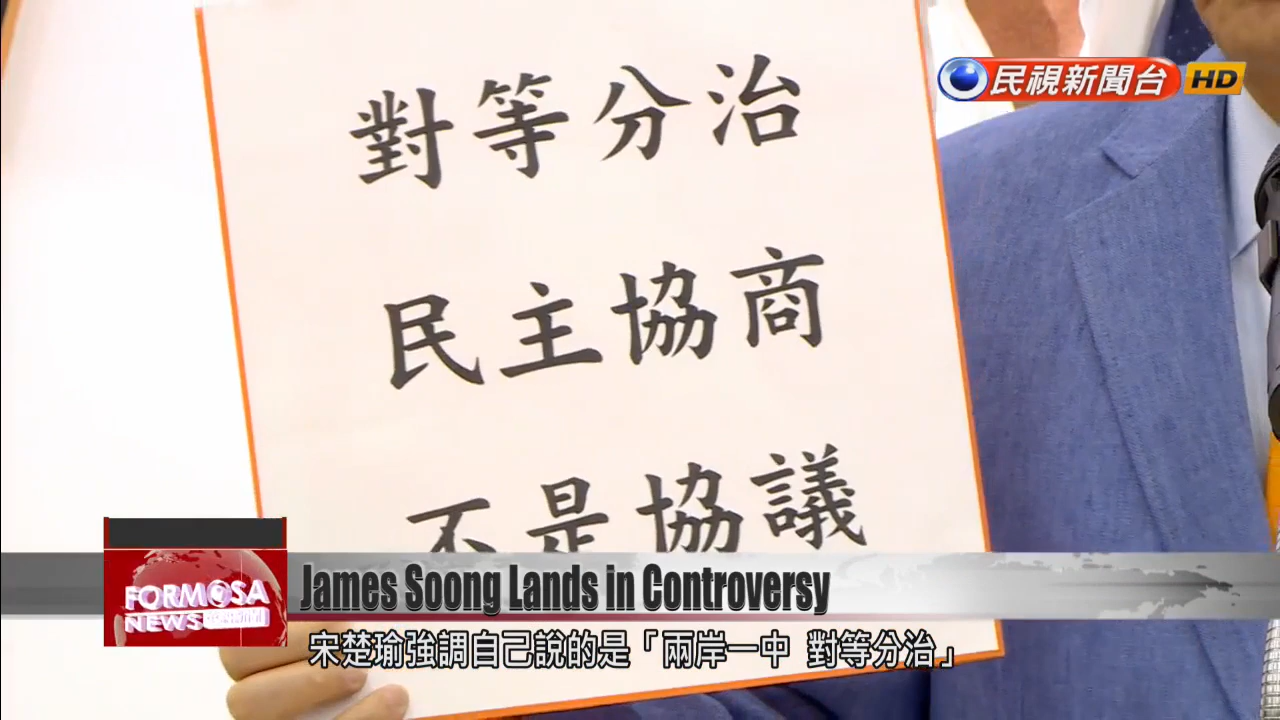 對等分治
民視新聞台 HD
民主協商
不是協議
James Soong Lands in Controversy
FORMOSA
NEWS
宋楚瑜強調自己說的是「兩岸一中 對等分治」